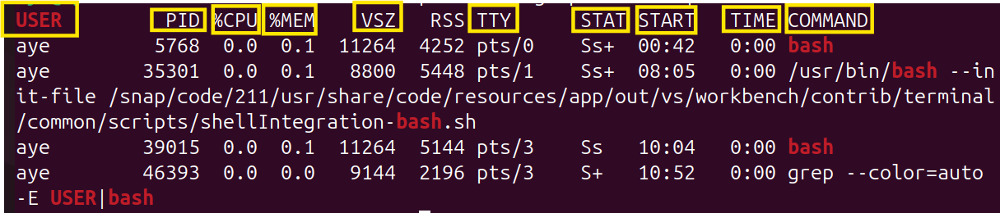 USER PID %CPU %MEM VSZ RSS TTY STAT START TIME COMMAND
aye 5768 0.0 0.1 11264 4252 pts/0 Ss+ 00:42 0:00 bash
aye 35301 0.0 0.1 8800 5448 pts/1 Ss+ 08:05 0:00 /usr/bin/bash --in
it-file /snap/code/211/usr/share/code/resources/app/out/vs/workbench/contrib/terminal
/common/scripts/shellIntegration-bash.sh
aye 39015 0.0 0.1 11264 5144 pts/3 Ss 10:04 0:00 bash
aye 46393 0.0 0.0 9144 2196 pts/3 S+ 10:52 0:00 grep --color=auto
-E USER|bash